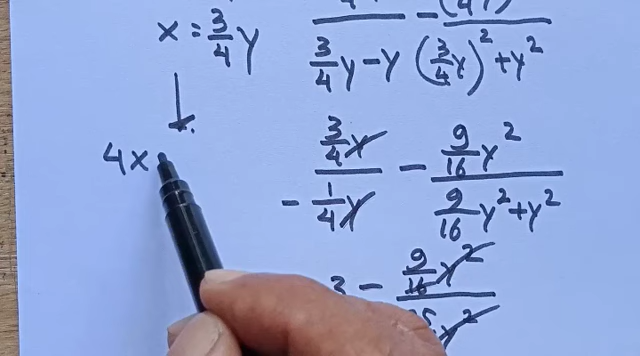 x = 3/4 y
3/4 y - y (3/4 y)² + y²
4x
3/4 y - 9/16 y²
- 1/4 y 9/16 y² + y²
3 - 9/16 y²
y²